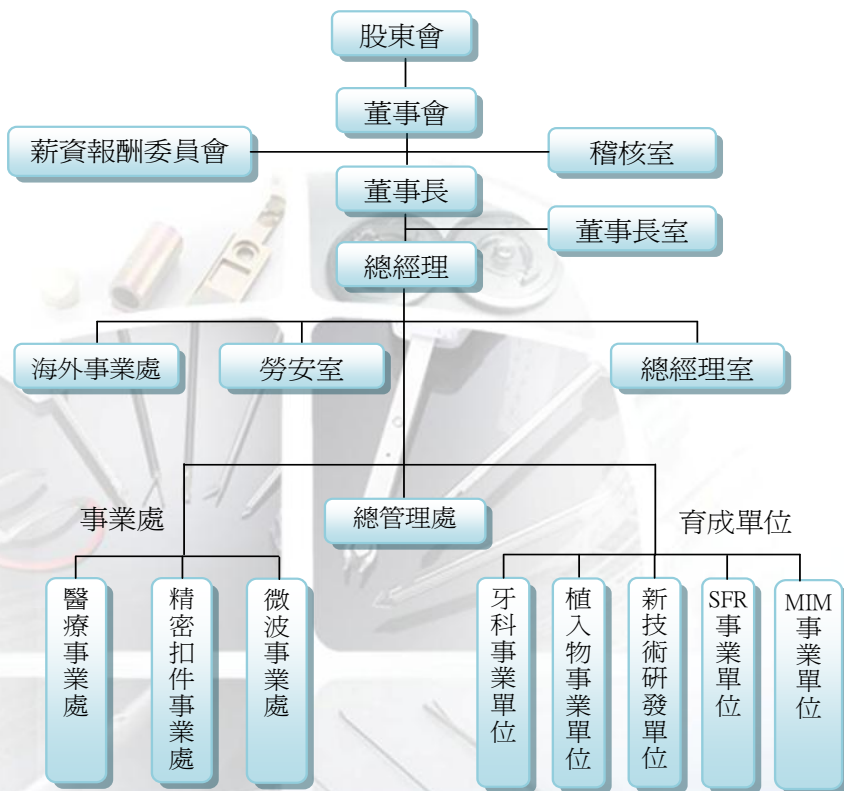 股東會
董事會
薪資報酬委員會
稽核室
董事長
董事長室
總經理
海外事業處
勞安室
總經理室
事業處
總管理處
育成單位
醫療事業處
精密扣件事業處
微波事業處
牙科事業單位
植入物事業單位
新技術研發單位
SFR事業單位
MIM事業單位